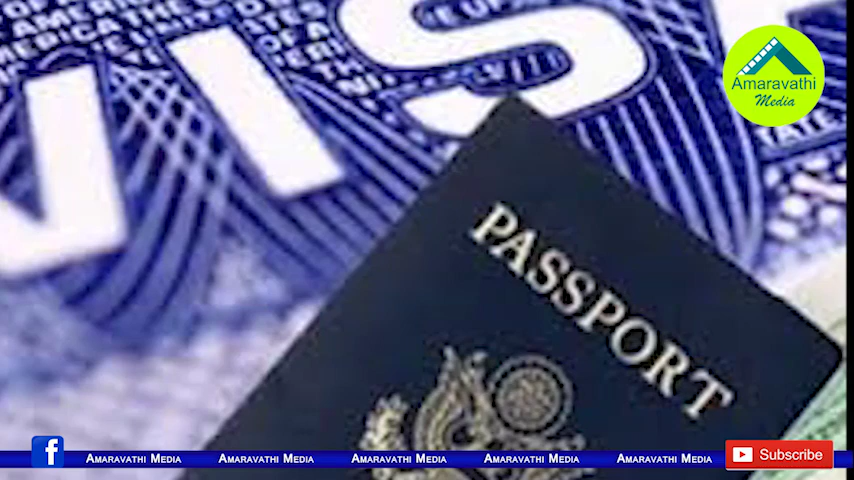 VIS
Amaravathi
Media
PASSPORT
AMARAVATHI MEDIA AMARAVATHI MEDIA AMARAVATHI MEDIA AMARAVATHI MEDIA AMARAVATHI MEDIA
Subscribe